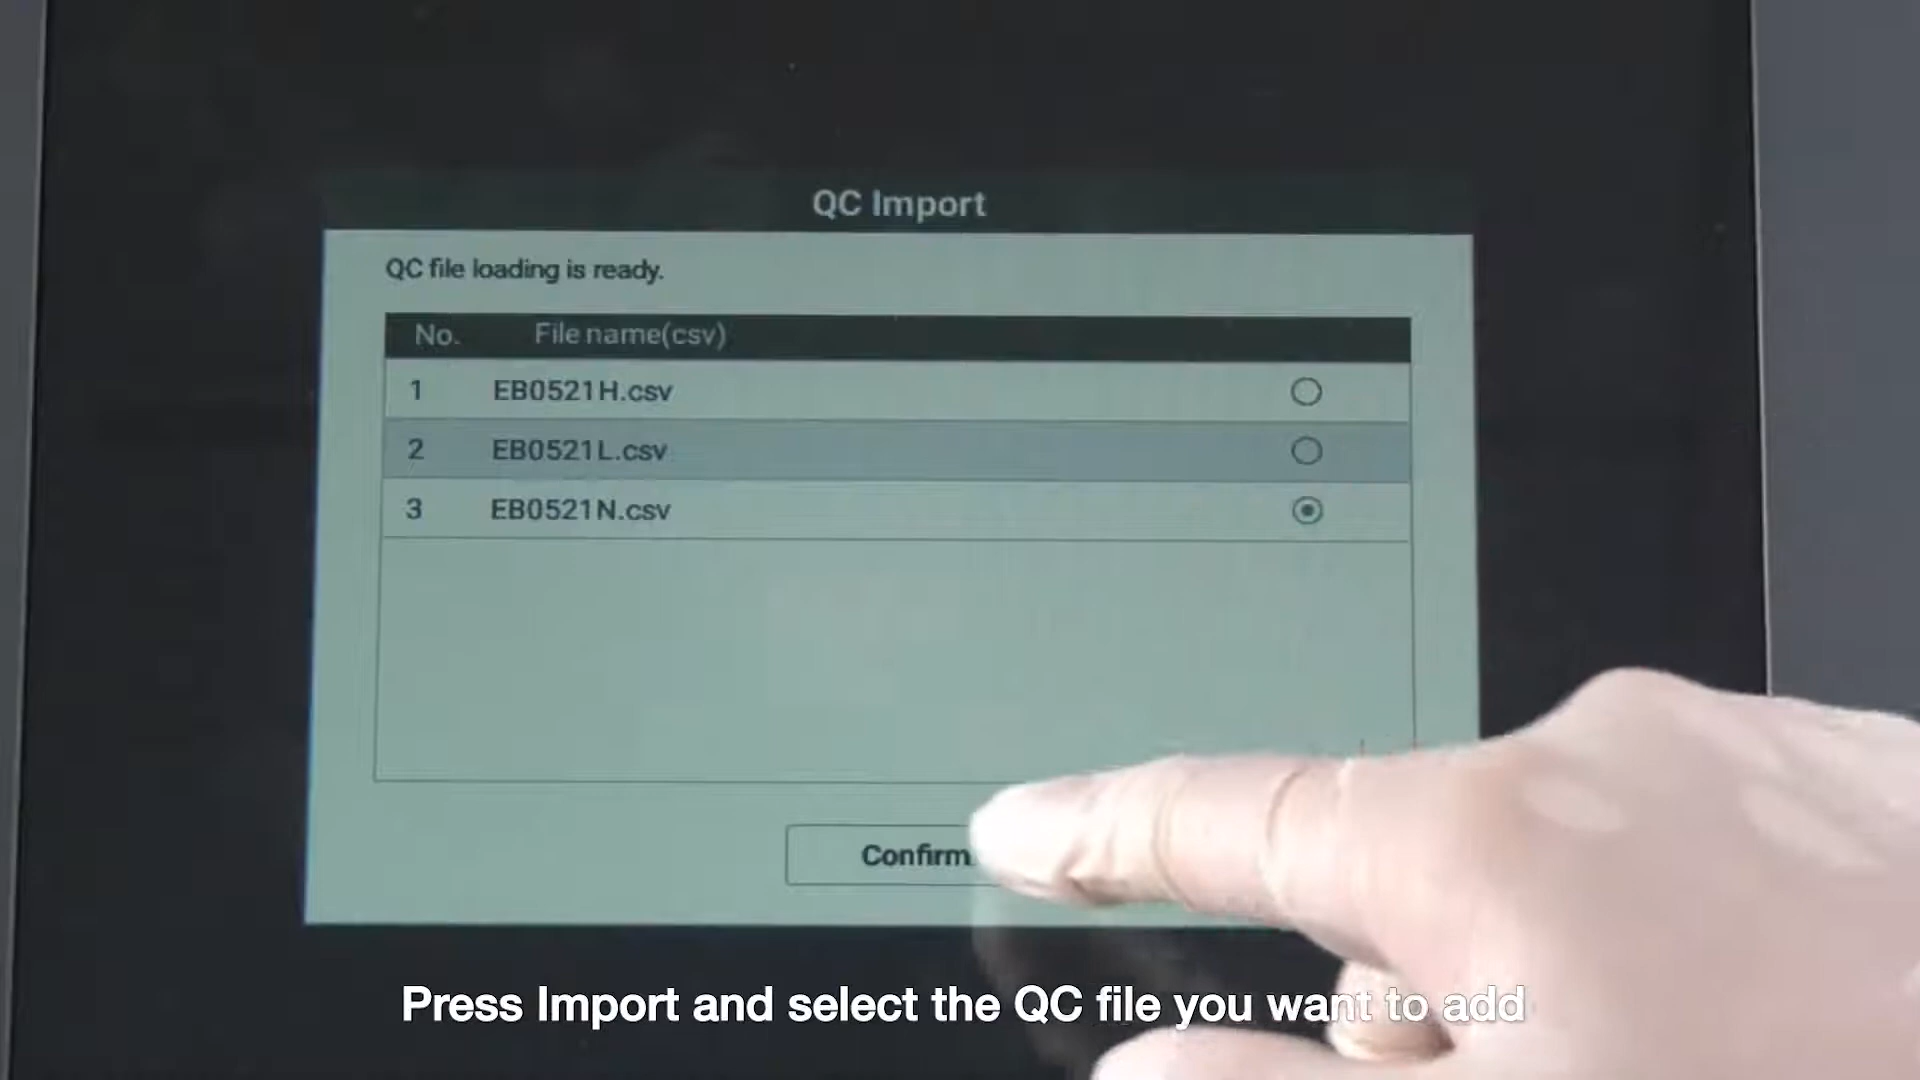 QC Import
QC file loading is ready.
No. File name(csv)
1 EB0521H.csv
2 EB0521L.csv
3 EB0521N.csv
Confirm
Press Import and select the QC file you want to add